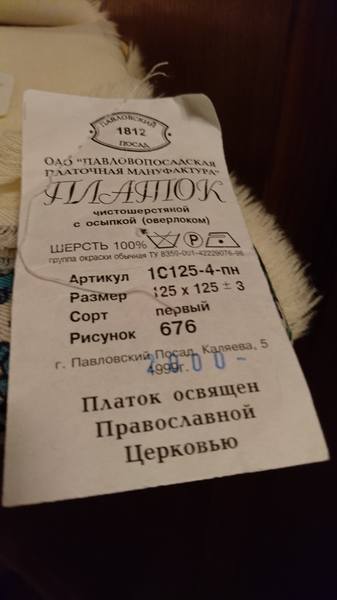 ПАВЛОВСКИЙ
1812
ПОСАД
ОАО "ПАВЛОВОПОСАДСКАЯ
ПЛАТОЧНАЯ МАНУФАКТУРА"
ПЛАТОК
чистошерстяной
с осыпкой (оверлоком)
ШЕРСТЬ 100%
группа окраски обычная ТУ 8350-001-42229076-98
Артикул 1С125-4-пн
Размер 125 x 125 ± 3
Сорт первый
Рисунок 676
г. Павловский Посад, Каляева, 5
1999г.
Платок освящен
Православной
Церковью